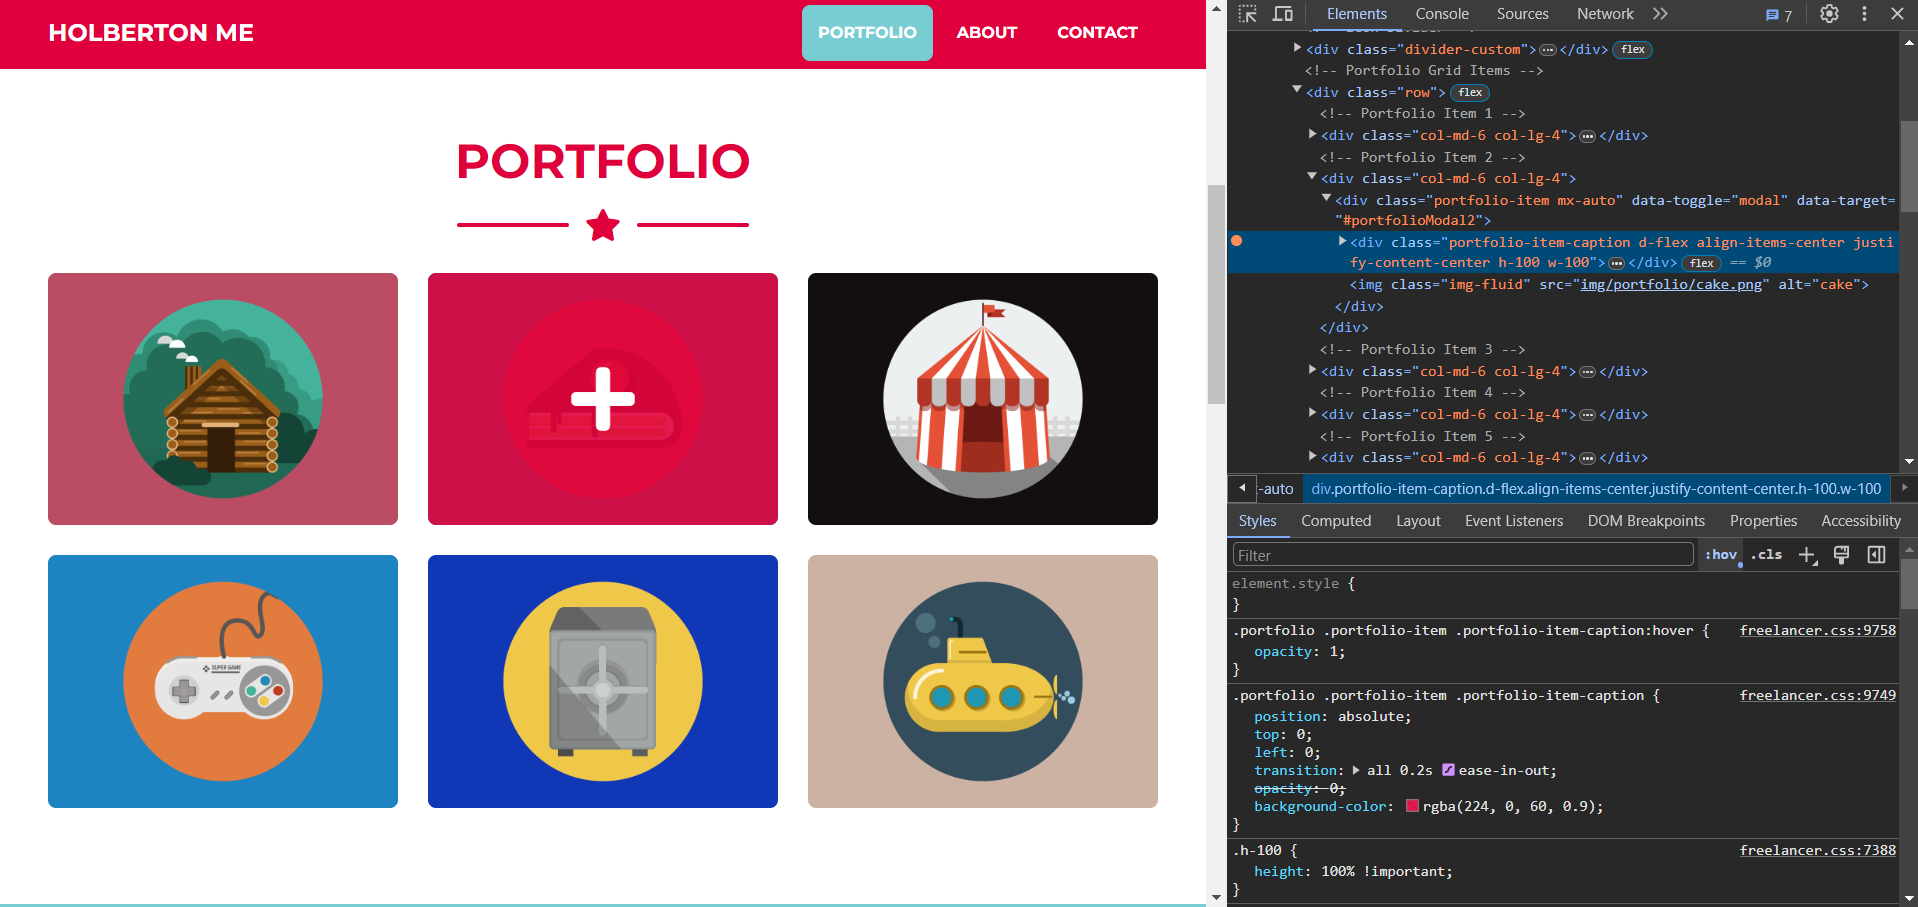 HOLBERTON ME
PORTFOLIO
ABOUT
CONTACT
PORTFOLIO
SUPER GAME
Elements Console Sources Network 7
<div class="divider-custom"></div> flex
<!-- Portfolio Grid Items -->
<div class="row"> flex
<!-- Portfolio Item 1 -->
<div class="col-md-6 col-lg-4"></div>
<!-- Portfolio Item 2 -->
<div class="col-md-6 col-lg-4">
<div class="portfolio-item mx-auto" data-toggle="modal" data-target=
"#portfolioModal2">
<div class="portfolio-item-caption d-flex align-items-center justi
fy-content-center h-100 w-100"></div> flex == $0
<img class="img-fluid" src="img/portfolio/cake.png" alt="cake">
</div>
</div>
<!-- Portfolio Item 3 -->
<div class="col-md-6 col-lg-4"></div>
<!-- Portfolio Item 4 -->
<div class="col-md-6 col-lg-4"></div>
<!-- Portfolio Item 5 -->
<div class="col-md-6 col-lg-4"></div>
-auto div.portfolio-item-caption.d-flex.align-items-center.justify-content-center.h-100.w-100
Styles Computed Layout Event Listeners DOM Breakpoints Properties Accessibility
Filter :hov .cls
element.style {
}
.portfolio .portfolio-item .portfolio-item-caption:hover { freelancer.css:9758
opacity: 1;
}
.portfolio .portfolio-item .portfolio-item-caption { freelancer.css:9749
position: absolute;
top: 0;
left: 0;
transition: all 0.2s ease-in-out;
opacity: 0;
background-color: rgba(224, 0, 60, 0.9);
}
.h-100 { freelancer.css:7388
height: 100% !important;
}